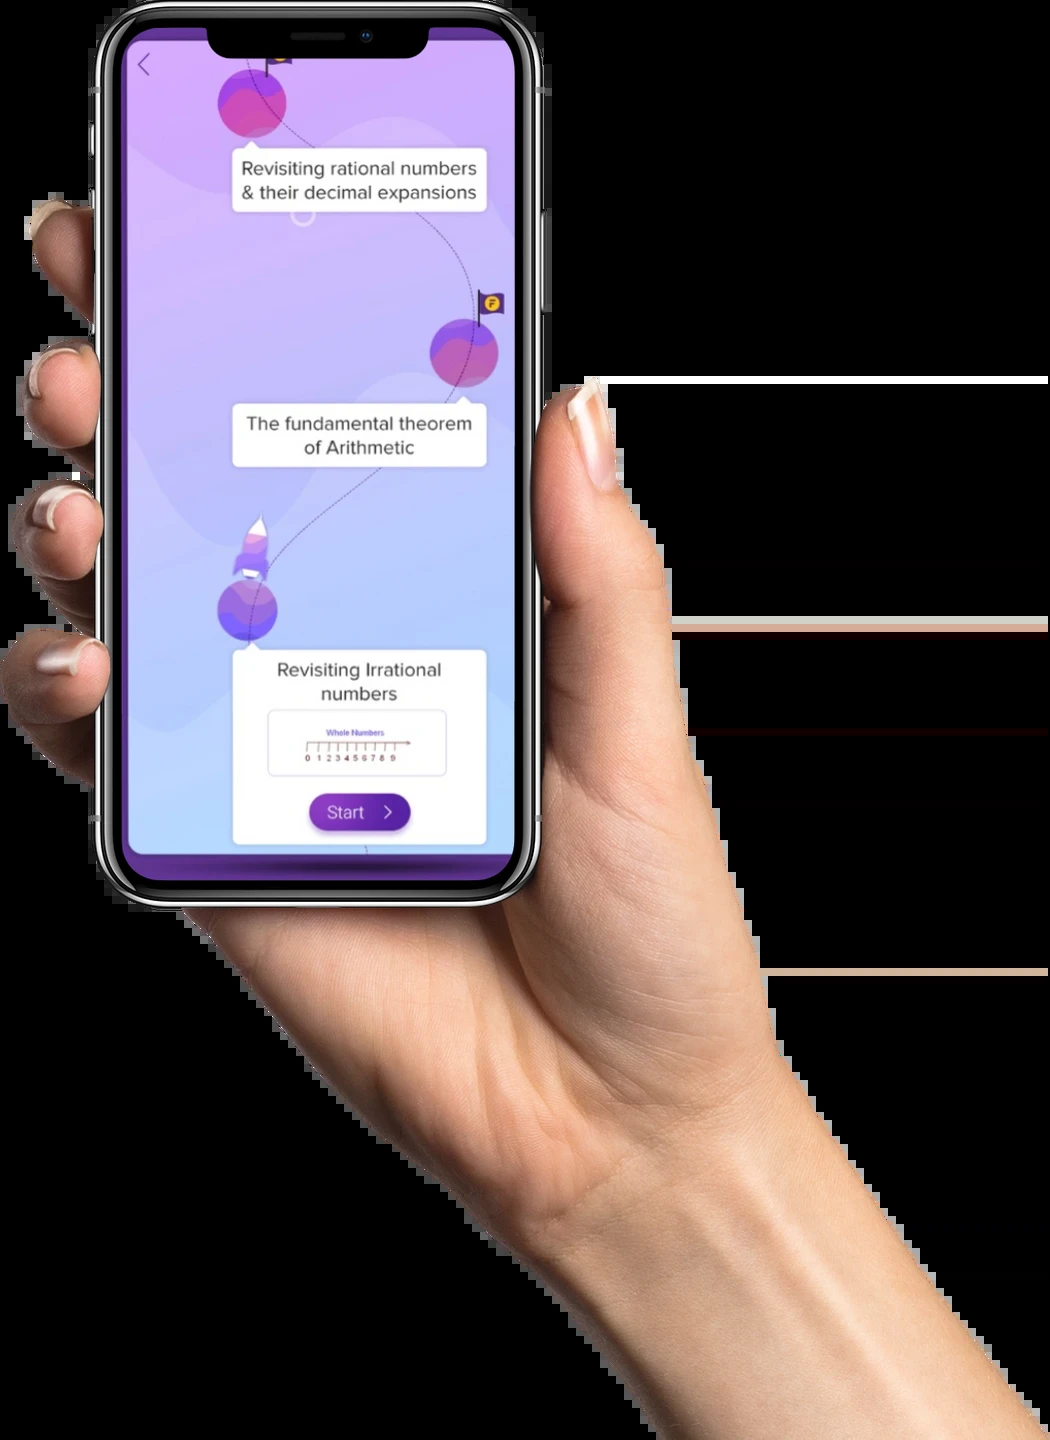 Revisiting rational numbers
& their decimal expansions
F
The fundamental theorem
of Arithmetic
Revisiting Irrational
numbers
Whole Numbers
0 1 2 3 4 5 6 7 8 9
Start